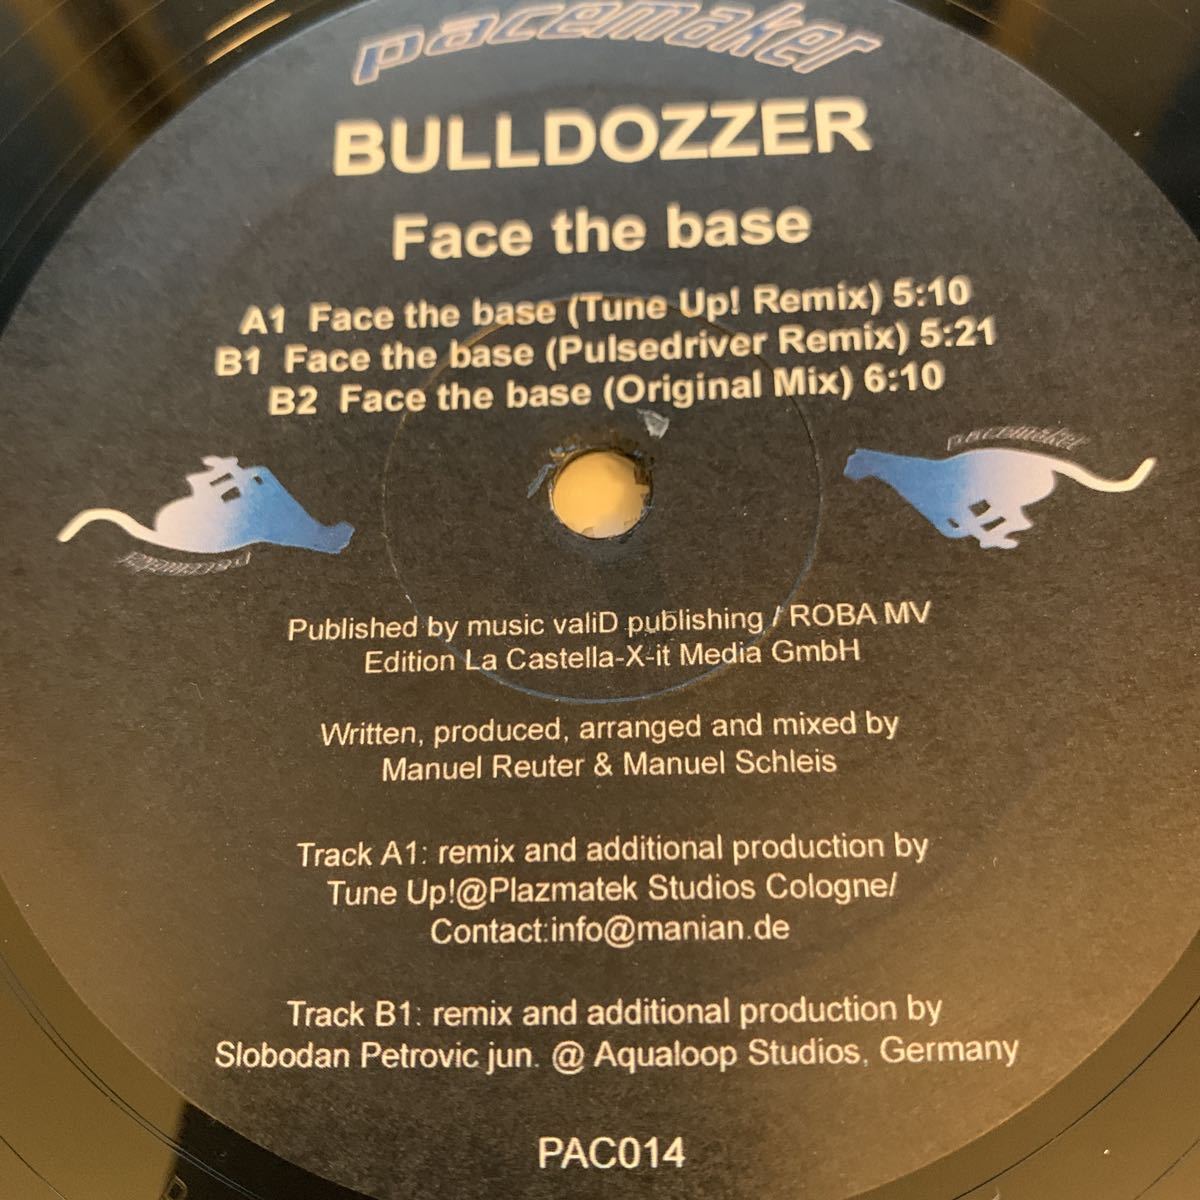 pacemaker
BULLDOZZER
Face the base
A1 Face the base (Tune Up! Remix) 5:10
B1 Face the base (Pulsedriver Remix) 5:21
B2 Face the base (Original Mix) 6:10
pacemaker
pacemaker
Published by music valiD publishing / ROBA MV
Edition La Castella-X-it Media GmbH
Written, produced, arranged and mixed by
Manuel Reuter & Manuel Schleis
Track A1: remix and additional production by
Tune Up!@Plazmatek Studios Cologne/
Contact:info@manian.de
Track B1: remix and additional production by
Slobodan Petrovic jun. @ Aqualoop Studios, Germany
PAC014